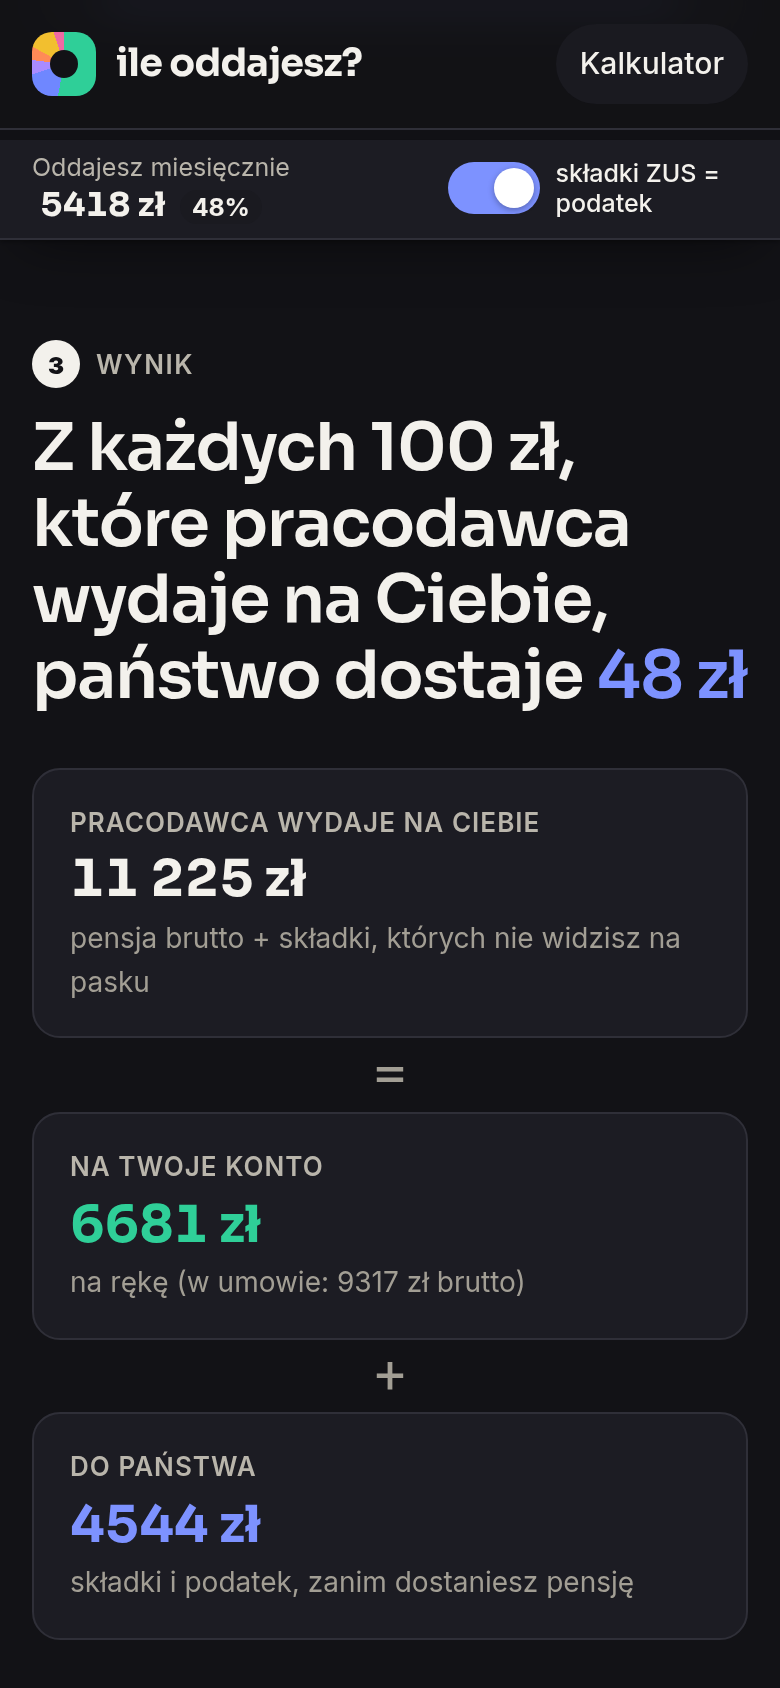 ile oddajesz?
Kalkulator
Oddajesz miesięcznie
5418 zł 48%
składki ZUS =
podatek
3 WYNIK
Z każdych 100 zł,
które pracodawca
wydaje na Ciebie,
państwo dostaje 48 zł
PRACODAWCA WYDAJE NA CIEBIE
11 225 zł
pensja brutto + składki, których nie widzisz na
pasku
=
NA TWOJE KONTO
6681 zł
na rękę (w umowie: 9317 zł brutto)
+
DO PAŃSTWA
4544 zł
składki i podatek, zanim dostaniesz pensję